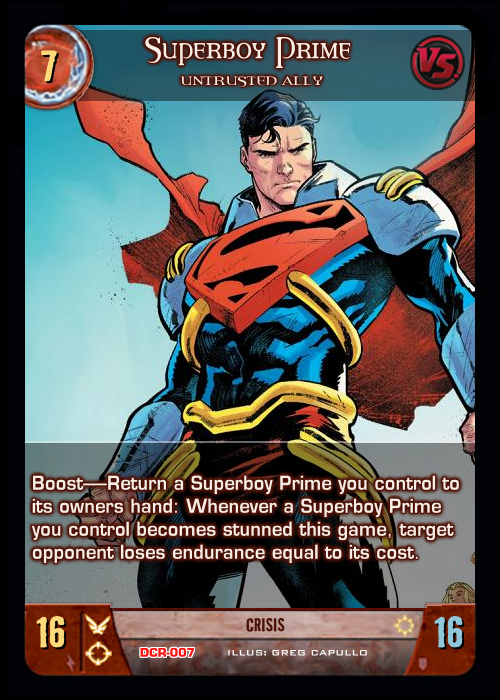 7
Superboy Prime
VS
UNTRUSTED ALLY
Boost—Return a Superboy Prime you control to
its owners hand: Whenever a Superboy Prime
you control becomes stunned this game, target
opponent loses endurance equal to its cost.
16
CRISIS
16
DCR-007
ILLUS: GREG CAPULLO